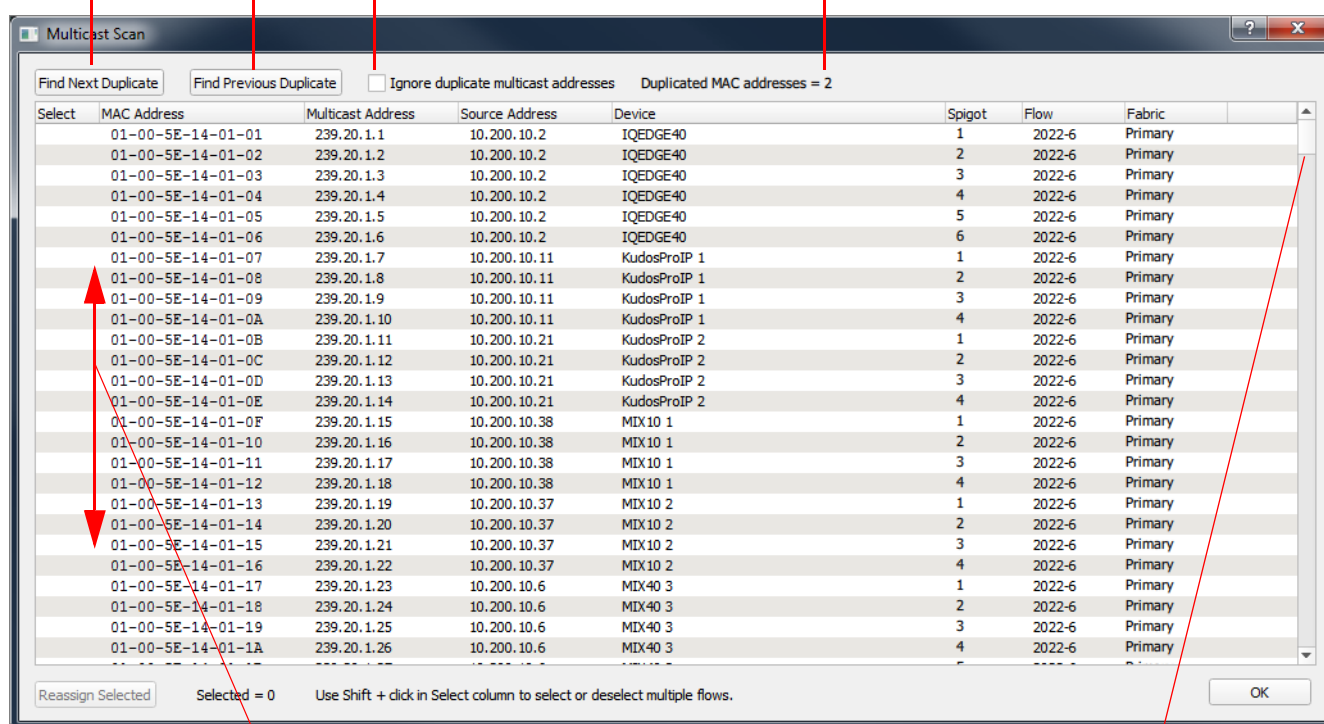 Multicast Scan
Find Next Duplicate Find Previous Duplicate Ignore duplicate multicast addresses Duplicated MAC addresses = 2
Select MAC Address Multicast Address Source Address Device Spigot Flow Fabric
01-00-5E-14-01-01 239.20.1.1 10.200.10.2 IQEDGE40 1 2022-6 Primary
01-00-5E-14-01-02 239.20.1.2 10.200.10.2 IQEDGE40 2 2022-6 Primary
01-00-5E-14-01-03 239.20.1.3 10.200.10.2 IQEDGE40 3 2022-6 Primary
01-00-5E-14-01-04 239.20.1.4 10.200.10.2 IQEDGE40 4 2022-6 Primary
01-00-5E-14-01-05 239.20.1.5 10.200.10.2 IQEDGE40 5 2022-6 Primary
01-00-5E-14-01-06 239.20.1.6 10.200.10.2 IQEDGE40 6 2022-6 Primary
01-00-5E-14-01-07 239.20.1.7 10.200.10.11 KudosProIP 1 1 2022-6 Primary
01-00-5E-14-01-08 239.20.1.8 10.200.10.11 KudosProIP 1 2 2022-6 Primary
01-00-5E-14-01-09 239.20.1.9 10.200.10.11 KudosProIP 1 3 2022-6 Primary
01-00-5E-14-01-0A 239.20.1.10 10.200.10.11 KudosProIP 1 4 2022-6 Primary
01-00-5E-14-01-0B 239.20.1.11 10.200.10.21 KudosProIP 2 1 2022-6 Primary
01-00-5E-14-01-0C 239.20.1.12 10.200.10.21 KudosProIP 2 2 2022-6 Primary
01-00-5E-14-01-0D 239.20.1.13 10.200.10.21 KudosProIP 2 3 2022-6 Primary
01-00-5E-14-01-0E 239.20.1.14 10.200.10.21 KudosProIP 2 4 2022-6 Primary
01-00-5E-14-01-0F 239.20.1.15 10.200.10.38 MIX10 1 1 2022-6 Primary
01-00-5E-14-01-10 239.20.1.16 10.200.10.38 MIX10 1 2 2022-6 Primary
01-00-5E-14-01-11 239.20.1.17 10.200.10.38 MIX10 1 3 2022-6 Primary
01-00-5E-14-01-12 239.20.1.18 10.200.10.38 MIX10 1 4 2022-6 Primary
01-00-5E-14-01-13 239.20.1.19 10.200.10.37 MIX10 2 1 2022-6 Primary
01-00-5E-14-01-14 239.20.1.20 10.200.10.37 MIX10 2 2 2022-6 Primary
01-00-5E-14-01-15 239.20.1.21 10.200.10.37 MIX10 2 3 2022-6 Primary
01-00-5E-14-01-16 239.20.1.22 10.200.10.37 MIX10 2 4 2022-6 Primary
01-00-5E-14-01-17 239.20.1.23 10.200.10.6 MIX40 3 1 2022-6 Primary
01-00-5E-14-01-18 239.20.1.24 10.200.10.6 MIX40 3 2 2022-6 Primary
01-00-5E-14-01-19 239.20.1.25 10.200.10.6 MIX40 3 3 2022-6 Primary
01-00-5E-14-01-1A 239.20.1.26 10.200.10.6 MIX40 3 4 2022-6 Primary
Reassign Selected Selected = 0 Use Shift + click in Select column to select or deselect multiple flows. OK